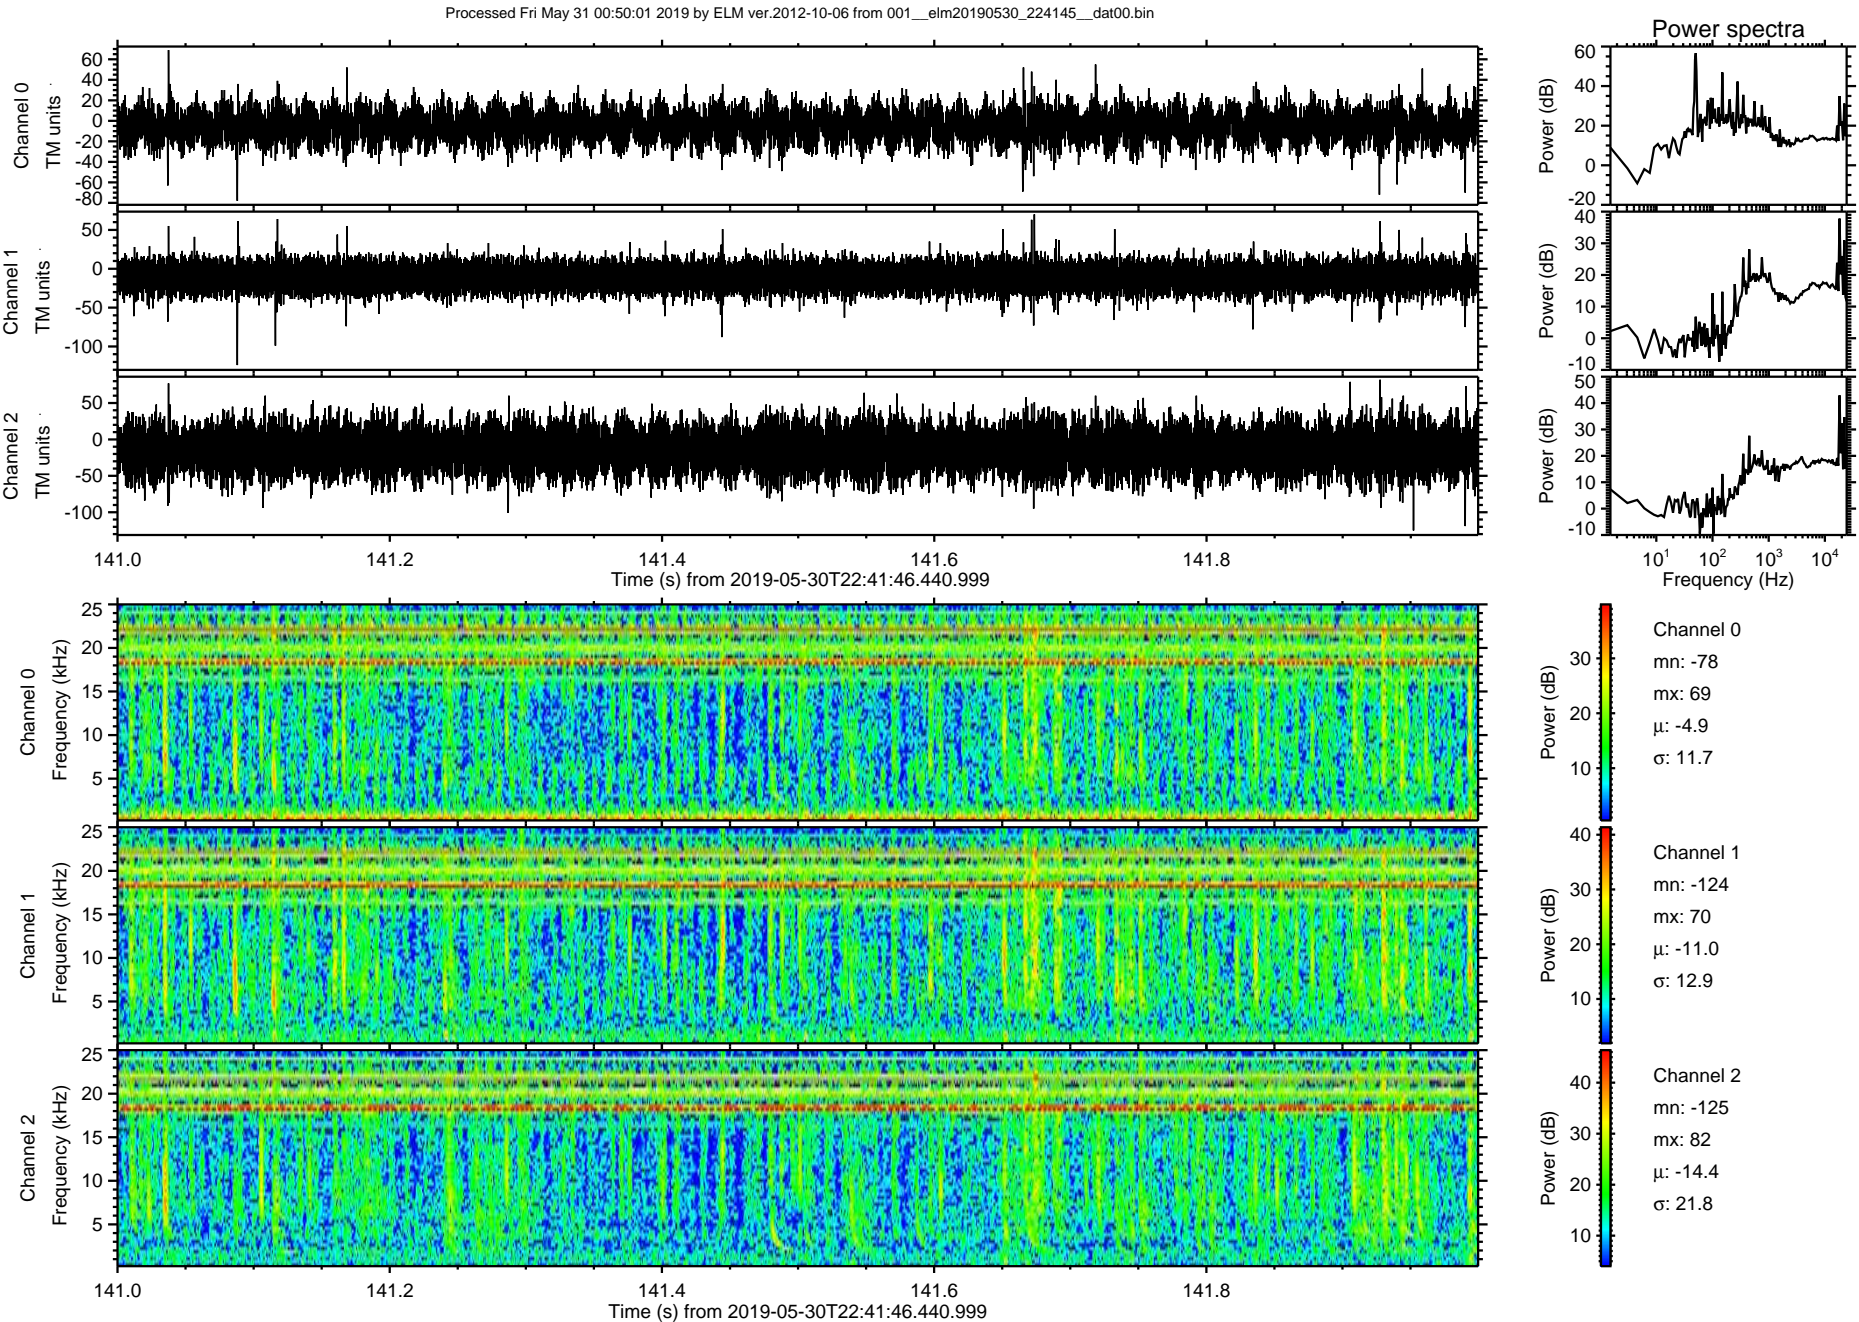 Processed Fri May 31 00:50:01 2019 by ELM ver.2012-10-06 from 001__elm20190530_224145__dat00.bin
Power spectra
Channel 0
TM units
60
40
20
0
-20
-40
-60
-80
Power (dB)
60
40
20
0
-20
Channel 1
TM units
50
0
-50
-100
Power (dB)
40
30
20
10
0
-10
Channel 2
TM units
50
0
-50
-100
Power (dB)
50
40
30
20
10
0
-10
141.0 141.2 141.4 141.6 141.8
Time (s) from 2019-05-30T22:41:46.440.999
10^1 10^2 10^3 10^4
Frequency (Hz)
Channel 0
Frequency (kHz)
25
20
15
10
5
Power (dB)
30
20
10
Channel 0
mn: -78
mx: 69
μ: -4.9
σ: 11.7
Channel 1
Frequency (kHz)
25
20
15
10
5
Power (dB)
40
30
20
10
Channel 1
mn: -124
mx: 70
μ: -11.0
σ: 12.9
Channel 2
Frequency (kHz)
25
20
15
10
5
Power (dB)
40
30
20
10
Channel 2
mn: -125
mx: 82
μ: -14.4
σ: 21.8
141.0 141.2 141.4 141.6 141.8
Time (s) from 2019-05-30T22:41:46.440.999